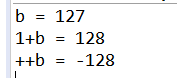 b = 127
1+b = 128
++b = -128